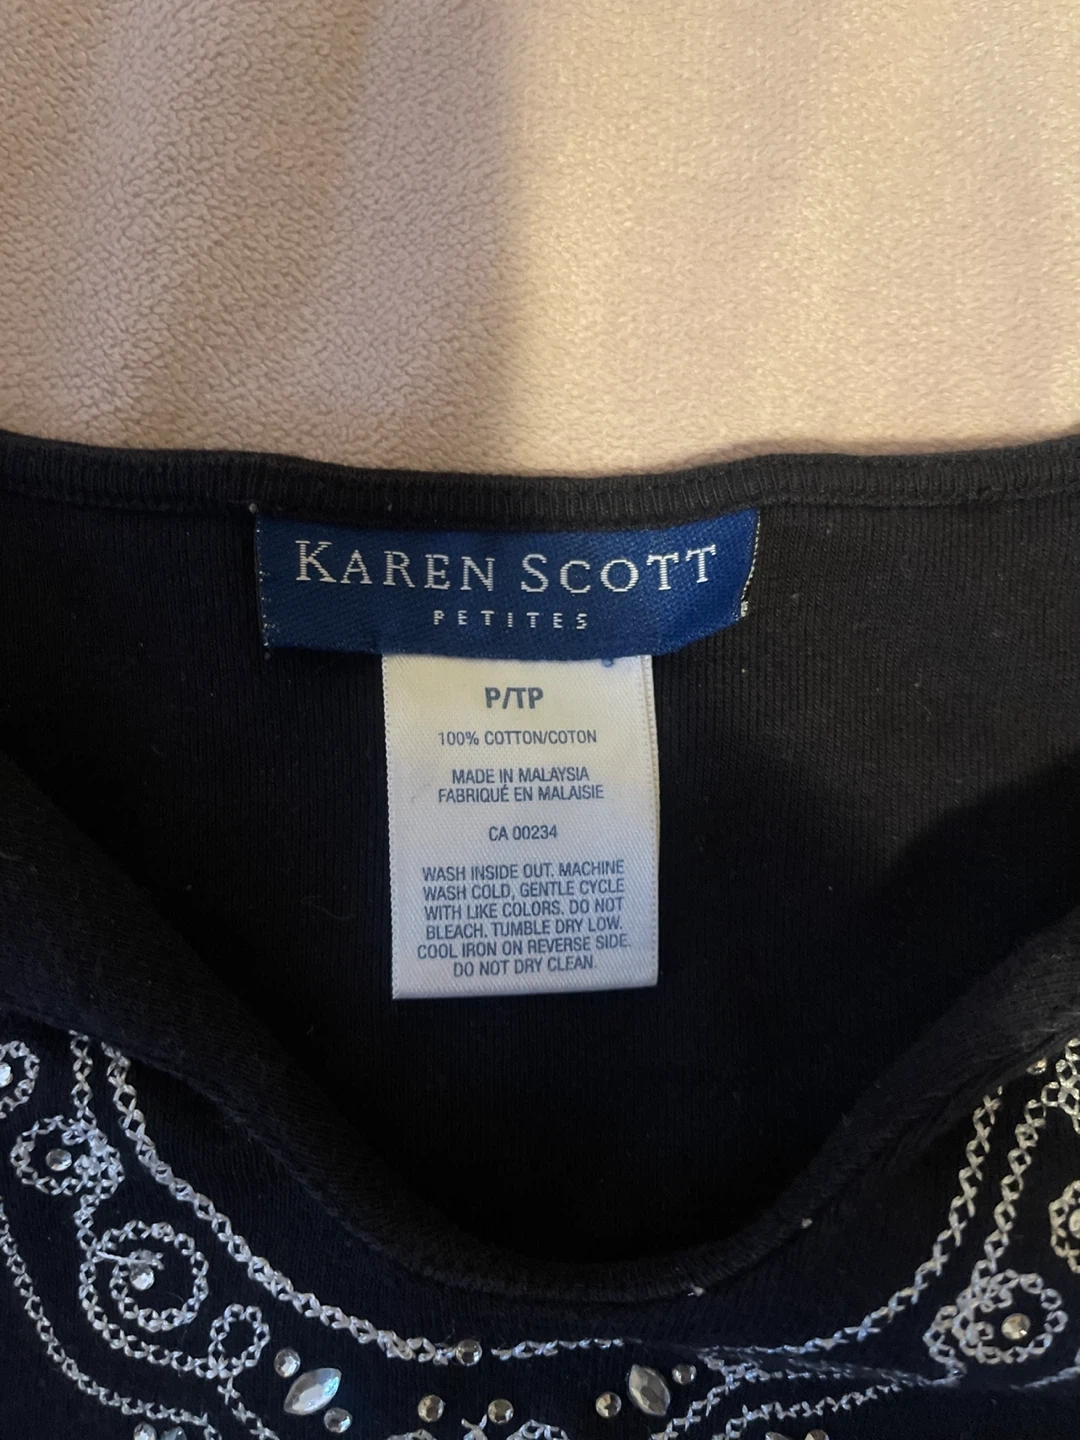 KAREN SCOTT
PETITES
P/TP
100% COTTON/COTON
MADE IN MALAYSIA
FABRIQUÉ EN MALAISIE
CA 00234
WASH INSIDE OUT. MACHINE
WASH COLD, GENTLE CYCLE
WITH LIKE COLORS. DO NOT
BLEACH. TUMBLE DRY LOW.
COOL IRON ON REVERSE SIDE.
DO NOT DRY CLEAN.